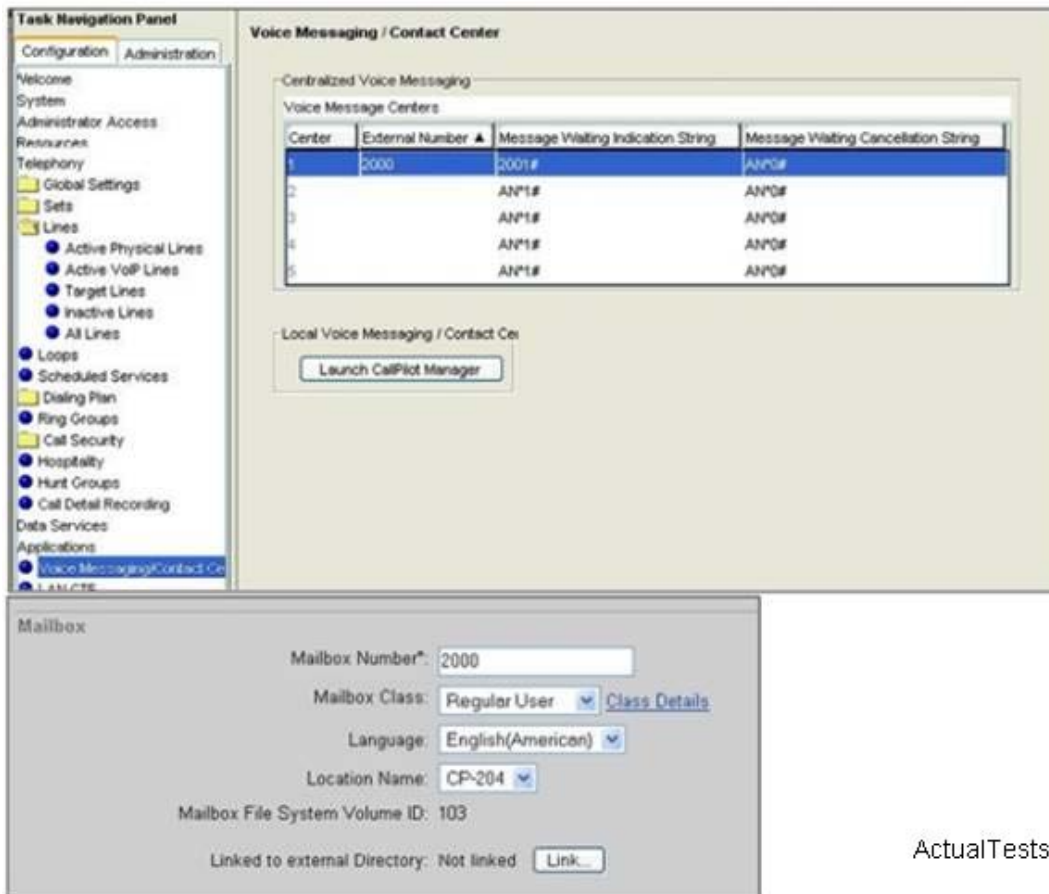 Task Navigation Panel
Configuration Administration
Welcome
System
Administrator Access
Resources
Telephony
Global Settings
Sets
Lines
Active Physical Lines
Active VoIP Lines
Target Lines
Inactive Lines
All Lines
Loops
Scheduled Services
Dialing Plan
Ring Groups
Call Security
Hospitality
Hunt Groups
Call Detail Recording
Data Services
Applications
Voice Messaging/Contact Ce
LAN CTE
Voice Messaging / Contact Center
Centralized Voice Messaging
Voice Message Centers
Center External Number ▲ Message Waiting Indication String Message Waiting Cancellation String
1 2000 2001# AN*0#
2 AN*1# AN*0#
3 AN*1# AN*0#
4 AN*1# AN*0#
5 AN*1# AN*0#
Local Voice Messaging / Contact Cer
Launch CallPilot Manager
Mailbox
Mailbox Number*: 2000
Mailbox Class: Regular User Class Details
Language: English(American)
Location Name: CP-204
Mailbox File System Volume ID: 103
Linked to external Directory: Not linked Link...
ActualTests